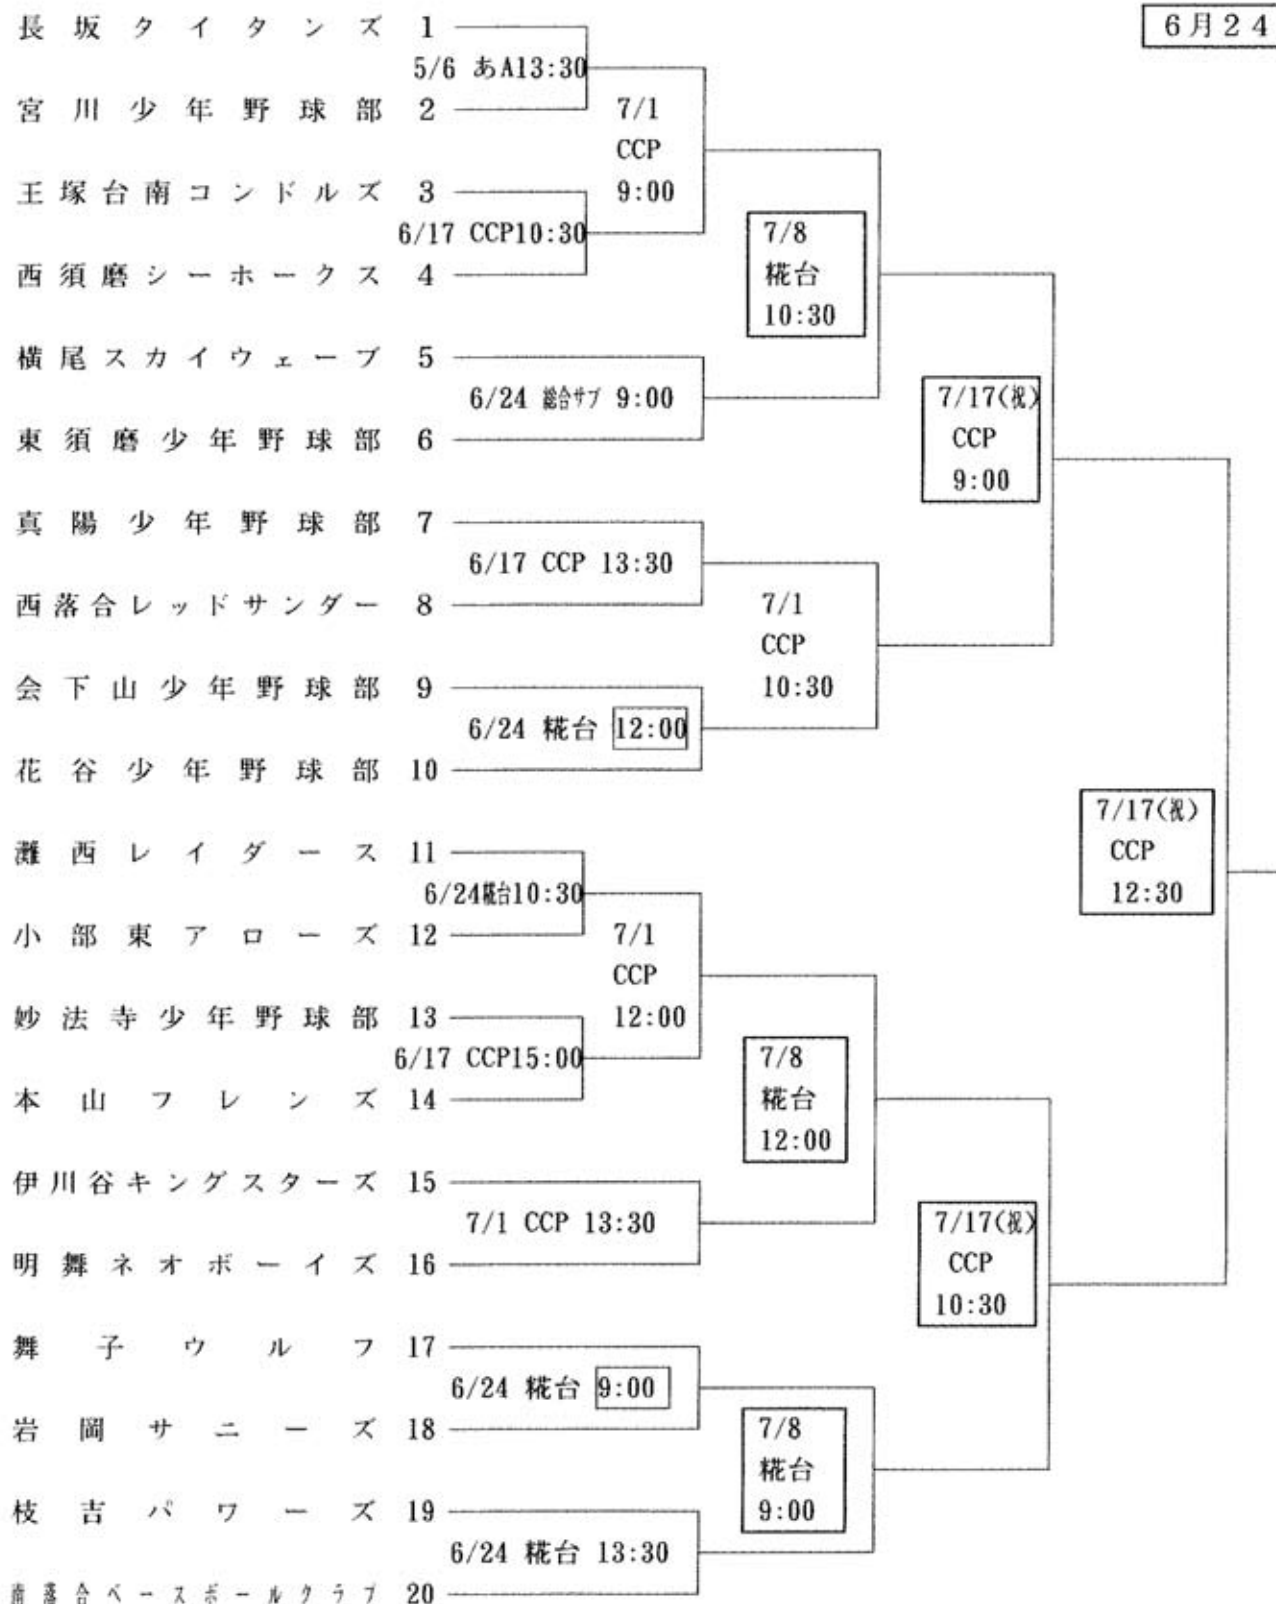 6月24
長坂タイタンズ 1
5/6 あA13:30
宮川少年野球部 2
7/1
CCP
9:00
王塚台南コンドルズ 3
6/17 CCP10:30
西須磨シーホークス 4
7/8
糀台
10:30
横尾スカイウェーブ 5
6/24 総合サブ 9:00
東須磨少年野球部 6
7/17(祝)
CCP
9:00
真陽少年野球部 7
6/17 CCP 13:30
西落合レッドサンダー 8
7/1
CCP
10:30
会下山少年野球部 9
6/24 糀台 12:00
花谷少年野球部 10
7/17(祝)
CCP
12:30
灘西レイダース 11
6/24糀台10:30
小部東アローズ 12
7/1
CCP
12:00
妙法寺少年野球部 13
6/17 CCP15:00
本山フレンズ 14
7/8
糀台
12:00
伊川谷キングスターズ 15
7/1 CCP 13:30
明舞ネオボーイズ 16
7/17(祝)
CCP
10:30
舞子ウルフ 17
6/24 糀台 9:00
岩岡サニーズ 18
7/8
糀台
9:00
枝吉パワーズ 19
6/24 糀台 13:30
南落合ベースボールクラブ 20